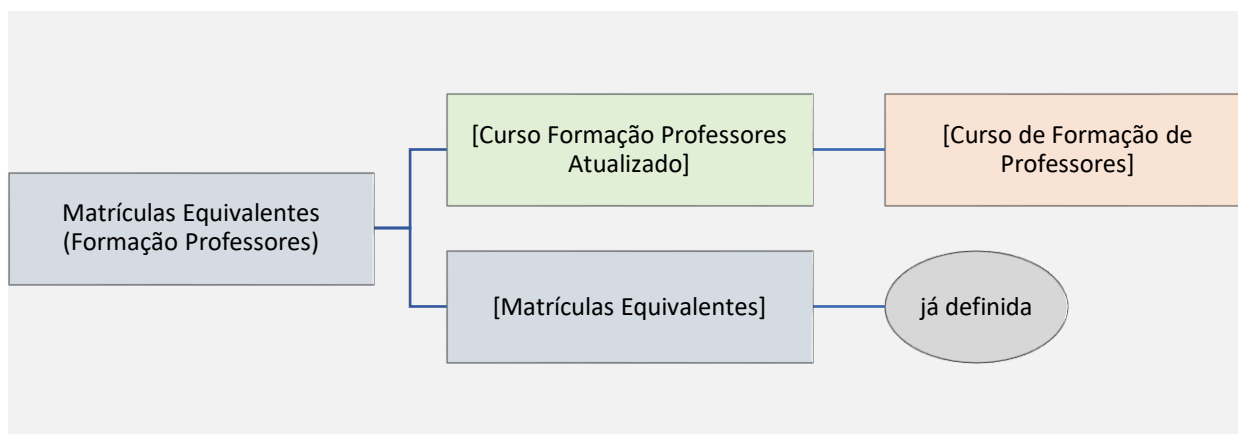 Matrículas Equivalentes
(Formação Professores)
[Curso Formação Professores
Atualizado]
[Curso de Formação de
Professores]
[Matrículas Equivalentes]
já definida